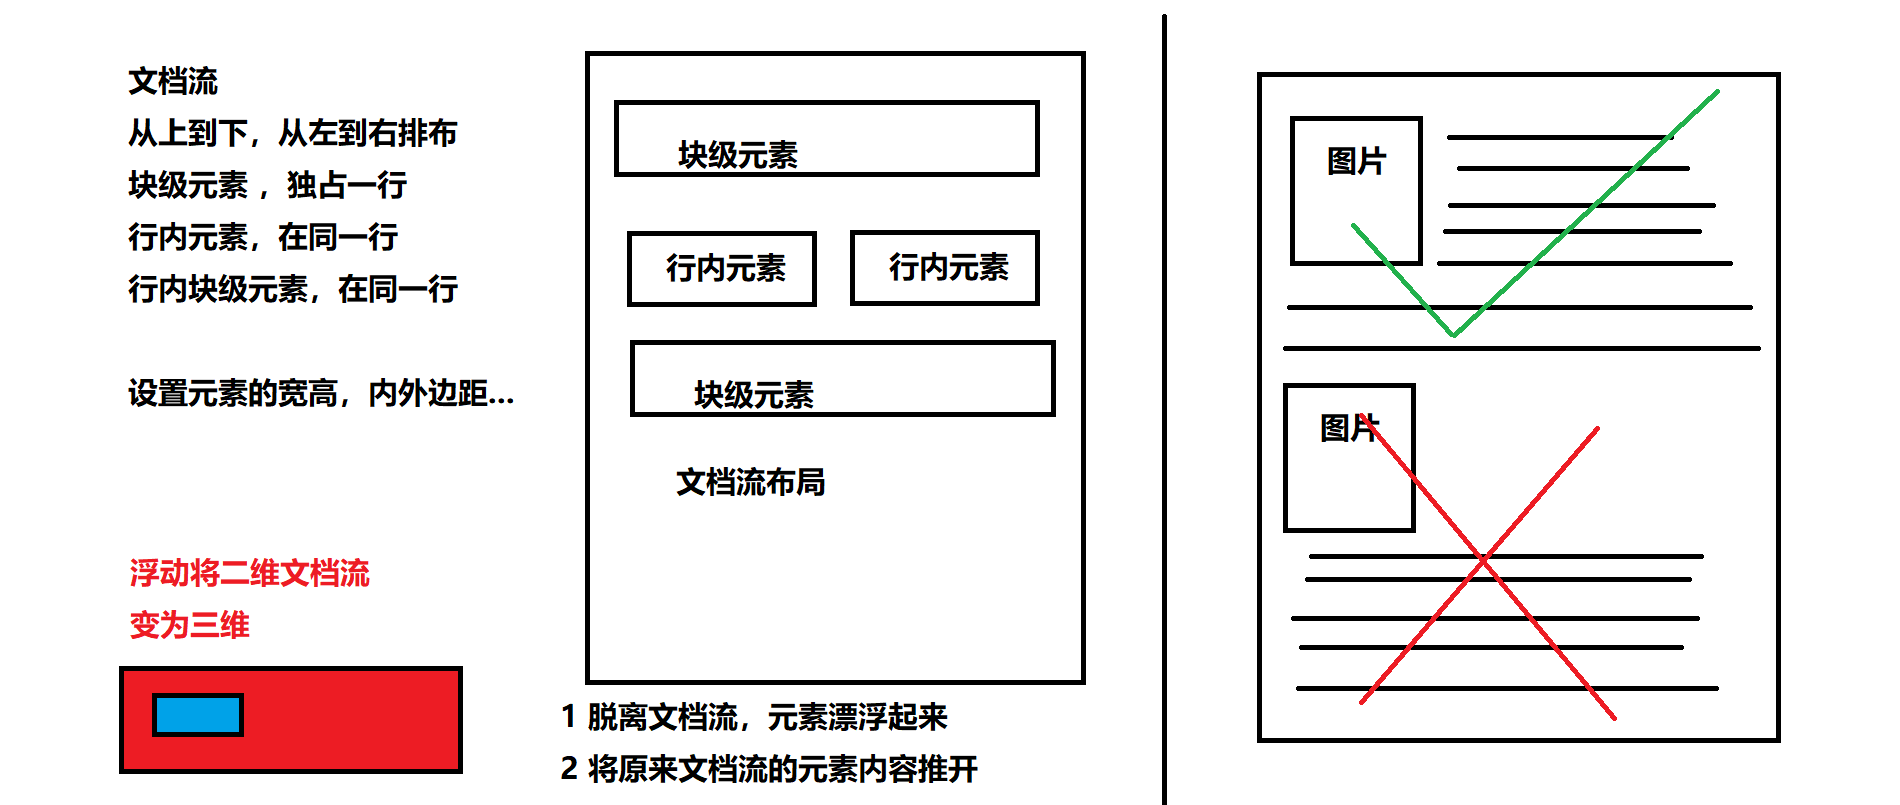 文档流
从上到下，从左到右排布
块级元素 ，独占一行
行内元素，在同一行
行内块级元素，在同一行
设置元素的宽高，内外边距...
浮动将二维文档流
变为三维
块级元素
行内元素 行内元素
块级元素
文档流布局
1 脱离文档流，元素漂浮起来
2 将原来文档流的元素内容推开
图片
图片